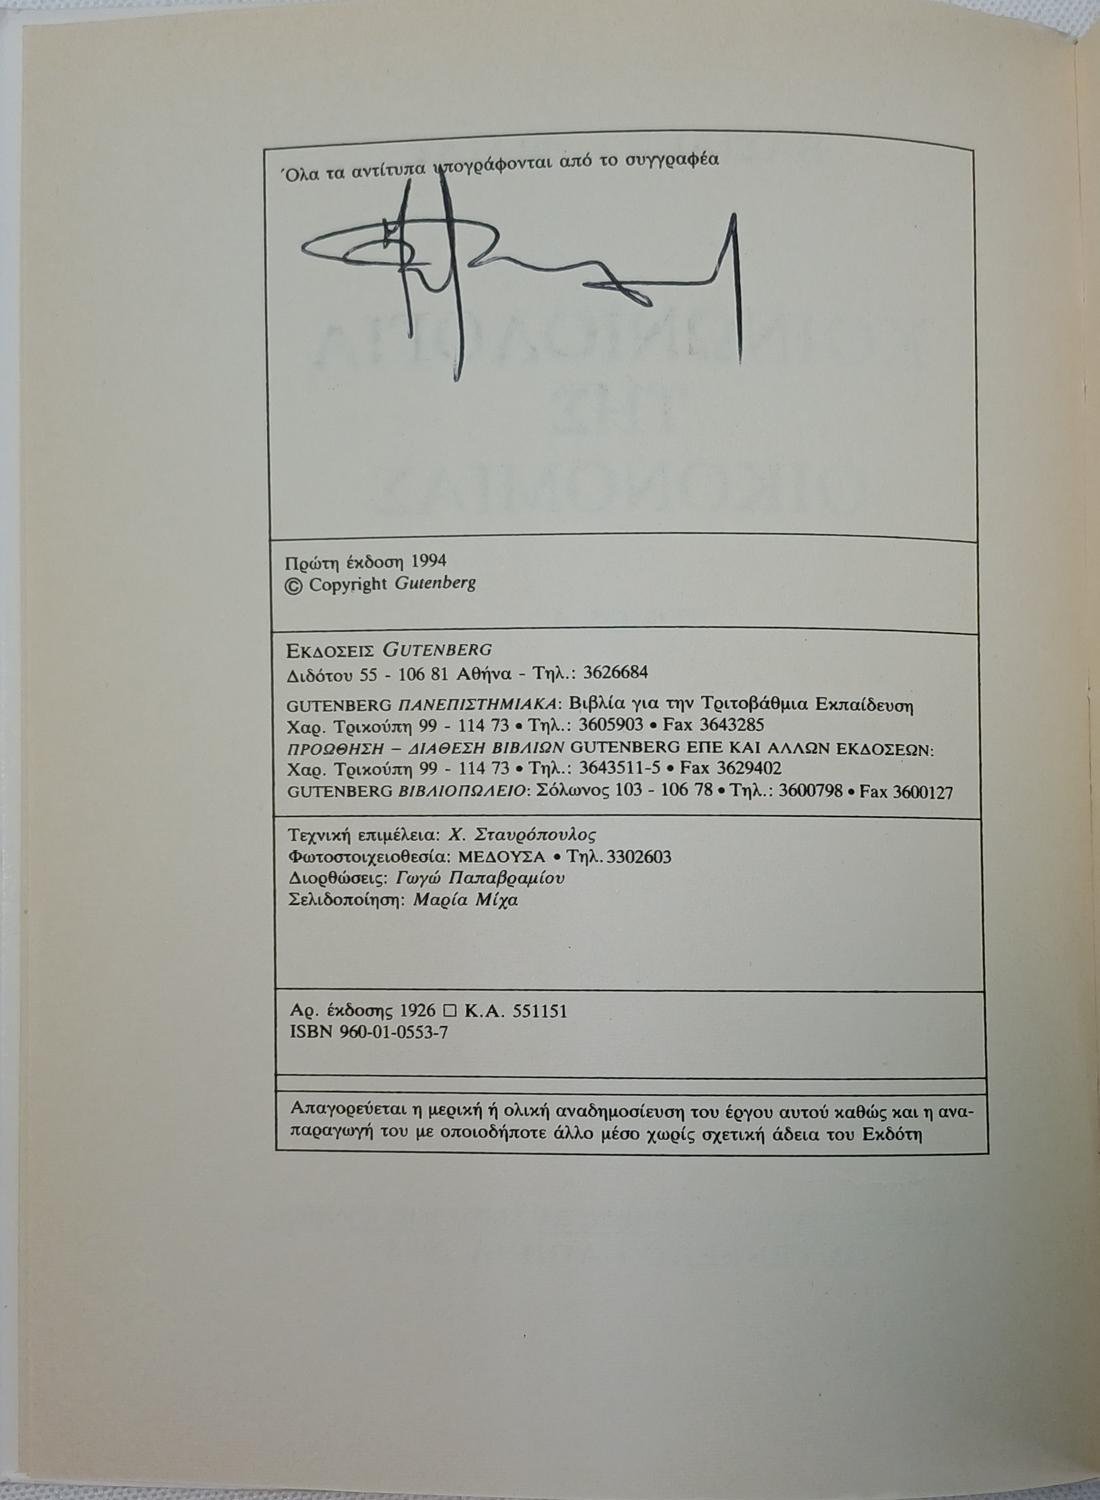 Όλα τα αντίτυπα υπογράφονται από το συγγραφέα
Πρώτη έκδοση 1994
© Copyright Gutenberg
ΕΚΔΟΣΕΙΣ GUTENBERG
Διδότου 55 - 106 81 Αθήνα - Τηλ.: 3626684
GUTENBERG ΠΑΝΕΠΙΣΤΗΜΙΑΚΑ: Βιβλία για την Τριτοβάθμια Εκπαίδευση
Χαρ. Τρικούπη 99 - 114 73 • Τηλ.: 3605903 • Fax 3643285
ΠΡΟΩΘΗΣΗ – ΔΙΑΘΕΣΗ ΒΙΒΛΙΩΝ GUTENBERG ΕΠΕ ΚΑΙ ΑΛΛΩΝ ΕΚΔΟΣΕΩΝ:
Χαρ. Τρικούπη 99 - 114 73 • Τηλ.: 3643511-5 • Fax 3629402
GUTENBERG ΒΙΒΛΙΟΠΩΛΕΙΟ: Σόλωνος 103 - 106 78 • Τηλ.: 3600798 • Fax 3600127
Τεχνική επιμέλεια: Χ. Σταυρόπουλος
Φωτοστοιχειοθεσία: ΜΕΔΟΥΣΑ • Τηλ. 3302603
Διορθώσεις: Γωγώ Παπαβραμίου
Σελιδοποίηση: Μαρία Μίχα
Αρ. έκδοσης 1926 □ Κ.Α. 551151
ISBN 960-01-0553-7
Απαγορεύεται η μερική ή ολική αναδημοσίευση του έργου αυτού καθώς και η ανα-
παραγωγή του με οποιοδήποτε άλλο μέσο χωρίς σχετική άδεια του Εκδότη